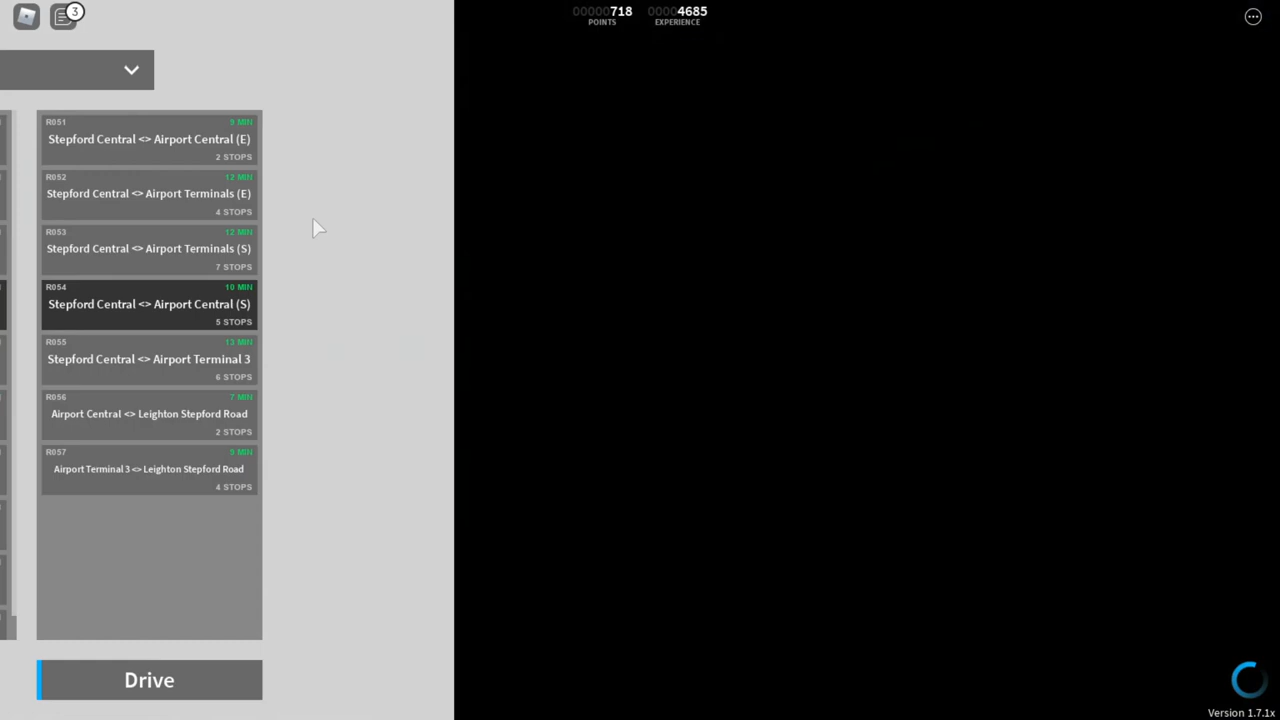 3
00000718
POINTS
00004685
EXPERIENCE
R051
9 MIN
Stepford Central <> Airport Central (E)
2 STOPS
R052
12 MIN
Stepford Central <> Airport Terminals (E)
4 STOPS
R053
12 MIN
Stepford Central <> Airport Terminals (S)
7 STOPS
R054
10 MIN
Stepford Central <> Airport Central (S)
5 STOPS
R055
13 MIN
Stepford Central <> Airport Terminal 3
6 STOPS
R056
7 MIN
Airport Central <> Leighton Stepford Road
2 STOPS
R057
9 MIN
Airport Terminal 3 <> Leighton Stepford Road
4 STOPS
Drive
Version 1.7.1x